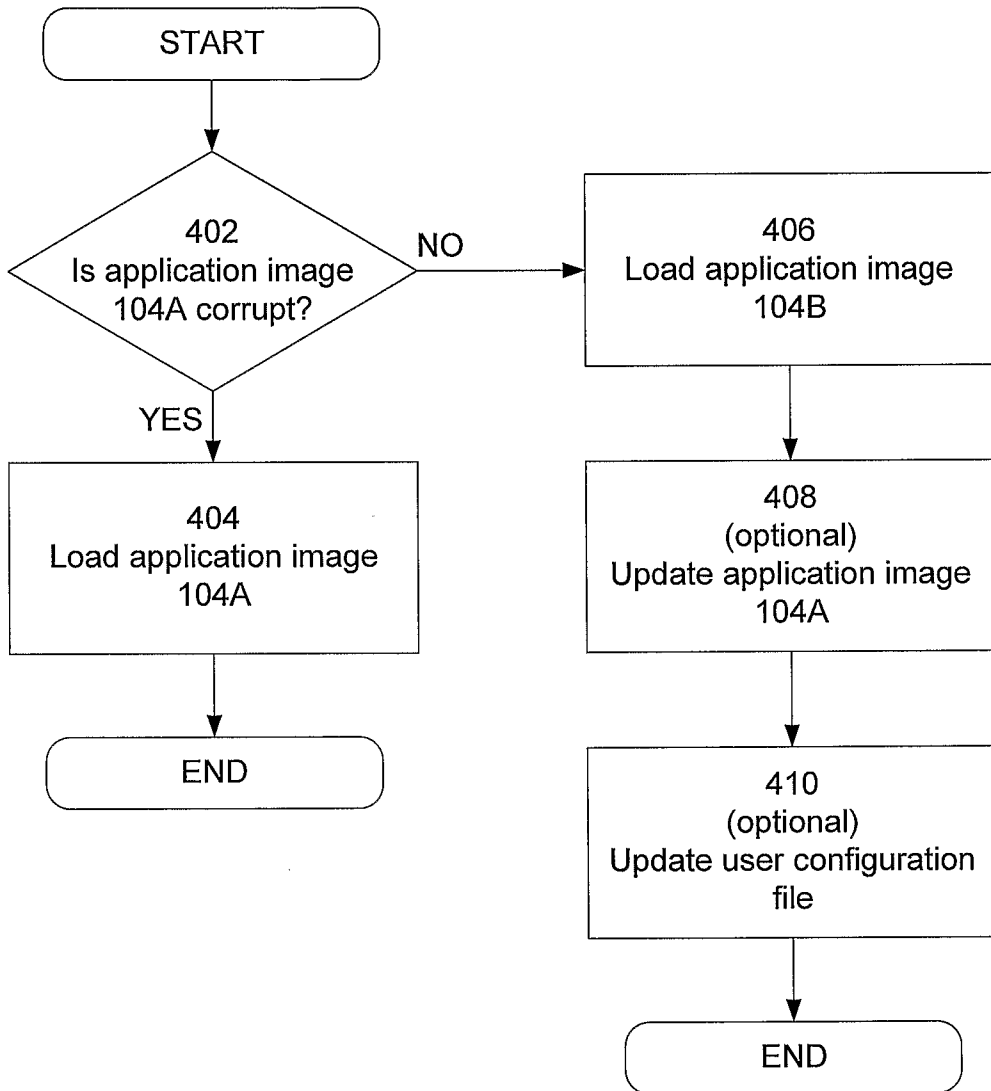 START
402
Is application image
104A corrupt?
NO
YES
404
Load application image
104A
END
406
Load application image
104B
408
(optional)
Update application image
104A
410
(optional)
Update user configuration
file
END